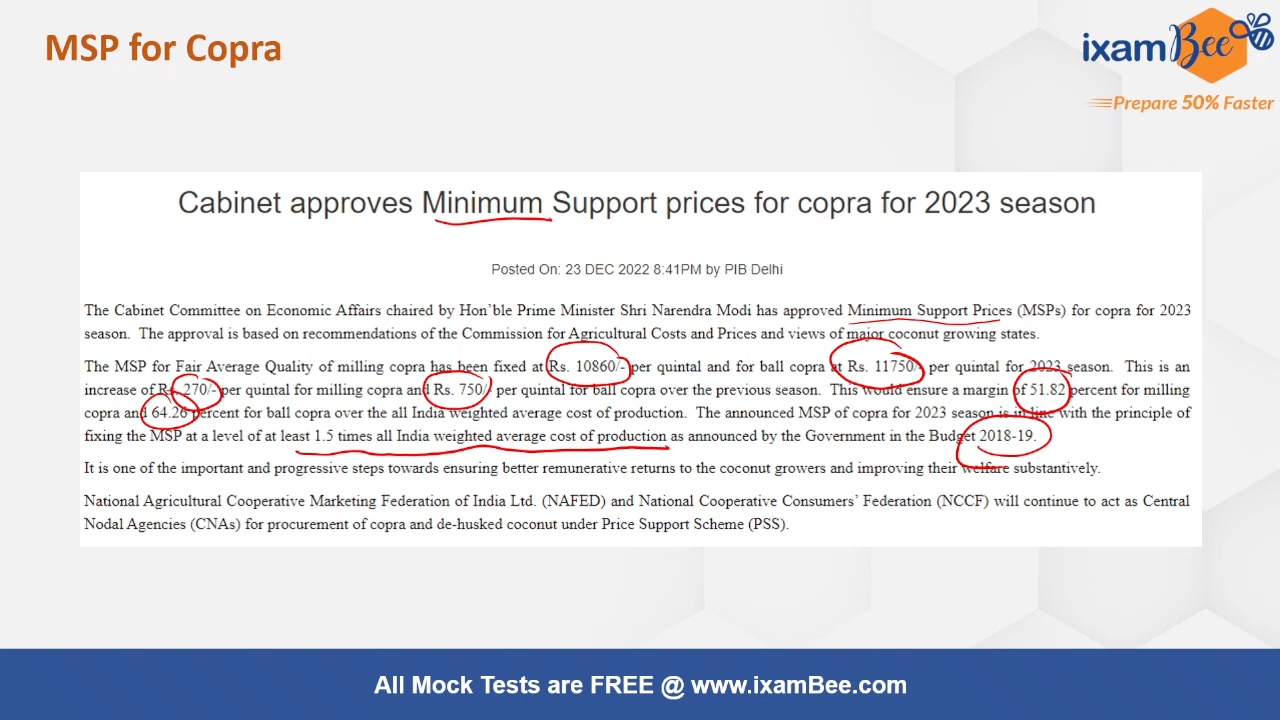 MSP for Copra
ixamBee
Prepare 50% Faster
Cabinet approves Minimum Support prices for copra for 2023 season
Posted On: 23 DEC 2022 8:41PM by PIB Delhi
The Cabinet Committee on Economic Affairs chaired by Hon'ble Prime Minister Shri Narendra Modi has approved Minimum Support Prices (MSPs) for copra for 2023
season. The approval is based on recommendations of the Commission for Agricultural Costs and Prices and views of major coconut growing states.
The MSP for Fair Average Quality of milling copra has been fixed at Rs. 10860/- per quintal and for ball copra at Rs. 11750/- per quintal for 2023 season. This is an
increase of Rs. 270/- per quintal for milling copra and Rs. 750/- per quintal for ball copra over the previous season. This would ensure a margin of 51.82 percent for milling
copra and 64.26 percent for ball copra over the all India weighted average cost of production. The announced MSP of copra for 2023 season is in line with the principle of
fixing the MSP at a level of at least 1.5 times all India weighted average cost of production as announced by the Government in the Budget 2018-19.
It is one of the important and progressive steps towards ensuring better remunerative returns to the coconut growers and improving their welfare substantively.
National Agricultural Cooperative Marketing Federation of India Ltd. (NAFED) and National Cooperative Consumers' Federation (NCCF) will continue to act as Central
Nodal Agencies (CNAs) for procurement of copra and de-husked coconut under Price Support Scheme (PSS).
All Mock Tests are FREE @ www.ixamBee.com